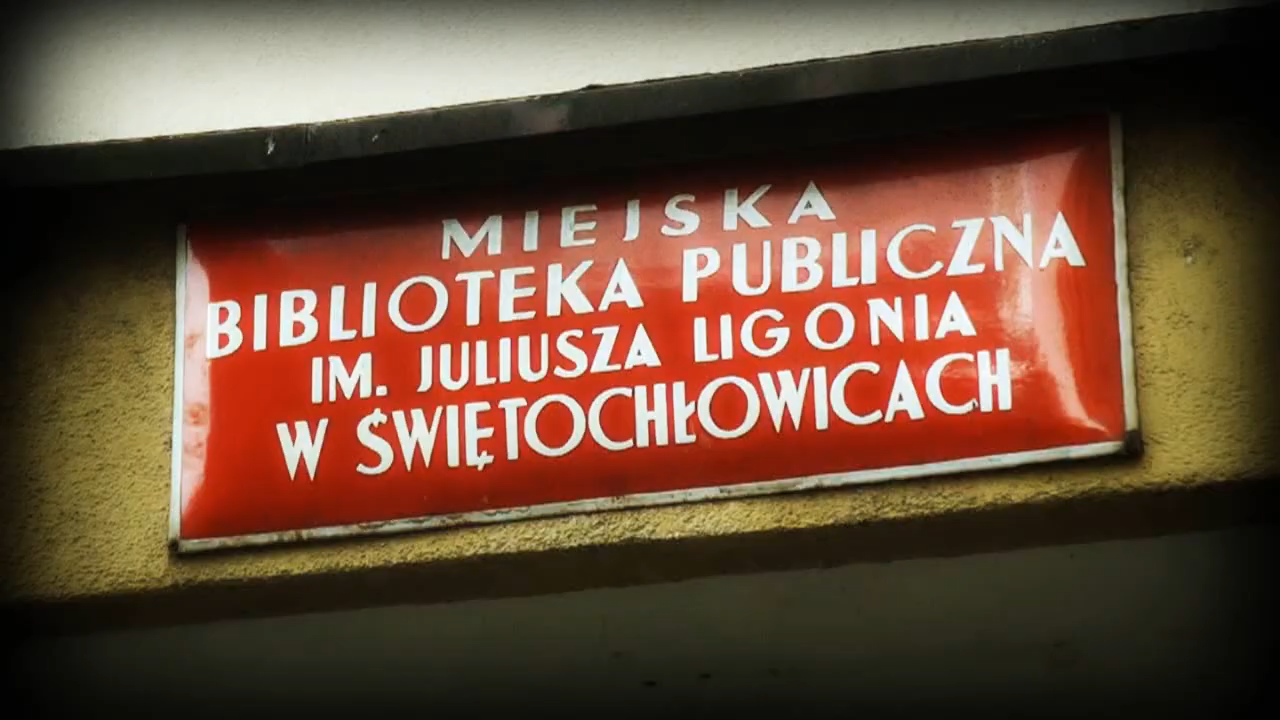 MIEJSKA
BIBLIOTEKA PUBLICZNA
IM. JULIUSZA LIGONIA
W ŚWIĘTOCHŁOWICACH